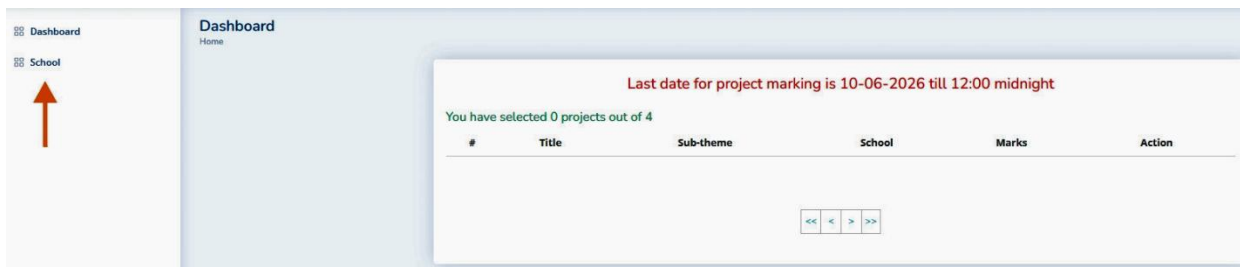 Dashboard
School
Dashboard
Home
Last date for project marking is 10-06-2026 till 12:00 midnight
You have selected 0 projects out of 4
# Title Sub-theme School Marks Action
<< < > >>